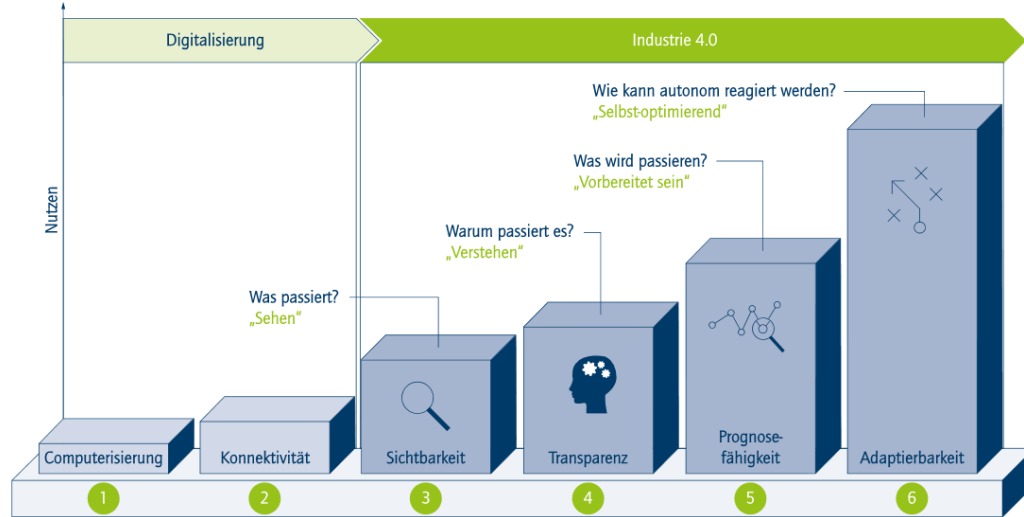 Digitalisierung
Industrie 4.0
Nutzen
Wie kann autonom reagiert werden?
„Selbst-optimierend“
Was wird passieren?
„Vorbereitet sein“
Warum passiert es?
„Verstehen“
Was passiert?
„Sehen“
Computerisierung
Konnektivität
Sichtbarkeit
Transparenz
Prognose-
fähigkeit
Adaptierbarkeit
1
2
3
4
5
6